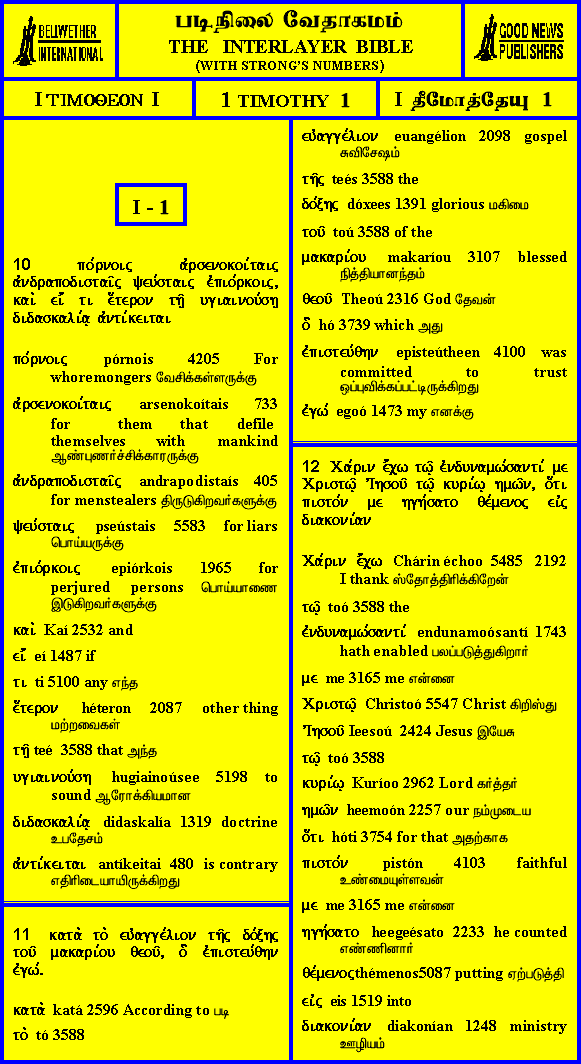 BELLWETHER
INTERNATIONAL
படிநிலை வேதாகமம்
THE INTERLAYER BIBLE
(WITH STRONG'S NUMBERS)
GOOD NEWS
PUBLISHERS
I ΤΙΜΟΘΕΟΝ I
1 TIMOTHY 1
I தீமோத்தேயு 1
I - 1
10 πόρνοις ἀρσενοκοίταις
ἀνδραποδισταῖς ψεύσταις ἐπιόρκοις,
καὶ εἴ τι ἕτερον τῇ υγιαινούσῃ
διδασκαλίᾳ ἀντίκειται
πόρνοις pórnois 4205 For
whoremongers வேசிக்கள்ளருக்கு
ἀρσενοκοίταις arsenokoítais 733
for them that defile
themselves with mankind
ஆண்புணர்ச்சிக்காரருக்கு
ἀνδραποδισταῖς andrapodistaís 405
for menstealers திருடுகிறவர்களுக்கு
ψεύσταις pseústais 5583 for liars
பொய்யருக்கு
ἐπιόρκοις epiórkois 1965 for
perjured persons பொய்யாணை
இடுகிறவர்களுக்கு
καὶ Kaí 2532 and
εἴ eí 1487 if
τι ti 5100 any எந்த
ἕτερον héteron 2087 other thing
மற்றவைகள்
τῇ teé 3588 that அந்த
υγιαινούσῃ hugiainoúsee 5198 to
sound ஆரோக்கியமான
διδασκαλίᾳ didaskalía 1319 doctrine
உபதேசம்
ἀντίκειται antíkeitai 480 is contrary
எதிரிடையாயிருக்கிறது
11 κατὰ τὸ εὐαγγέλιον τῆς δόξης
τοῦ μακαρίου θεοῦ, ὃ ἐπιστεύθην
ἐγώ.
κατὰ katá 2596 According to படி
τὸ tó 3588
εὐαγγέλιον euangélion 2098 gospel
சுவிசேஷம்
τῆς teés 3588 the
δόξης dóxees 1391 glorious மகிமை
τοῦ toú 3588 of the
μακαρίου makaríou 3107 blessed
நித்தியானந்தம்
θεοῦ Theoú 2316 God தேவன்
ὃ hó 3739 which அது
ἐπιστεύθην episteútheen 4100 was
committed to trust
ஒப்புவிக்கப்பட்டிருக்கிறது
ἐγώ egoó 1473 my எனக்கு
12 Χάριν ἔχω τῷ ἐνδυναμώσαντί με
Χριστῷ Ἰησοῦ τῷ κυρίῳ ημῶν, ὅτι
πιστόν με ηγήσατο θέμενος εἰς
διακονίαν
Χάριν ἔχω Chárin échoo 5485 2192
I thank ஸ்தோத்திரிக்கிறேன்
τῷ toó 3588 the
ἐνδυναμώσαντί endunamoósantí 1743
hath enabled பலப்படுத்துகிறார்
με me 3165 me என்னை
Χριστῷ Christoó 5547 Christ கிறிஸ்து
Ἰησοῦ Ieesoú 2424 Jesus இயேசு
τῷ toó 3588
κυρίῳ Kuríoo 2962 Lord கர்த்தர்
ημῶν heemoón 2257 our நம்முடைய
ὅτι hóti 3754 for that அதற்காக
πιστόν pistón 4103 faithful
உண்மையுள்ளவன்
με me 3165 me என்னை
ηγήσατο heegeésato 2233 he counted
எண்ணினார்
θέμενοςthémenos5087 putting ஏற்படுத்தி
εἰς eis 1519 into
διακονίαν diakonían 1248 ministry
ஊழியம்